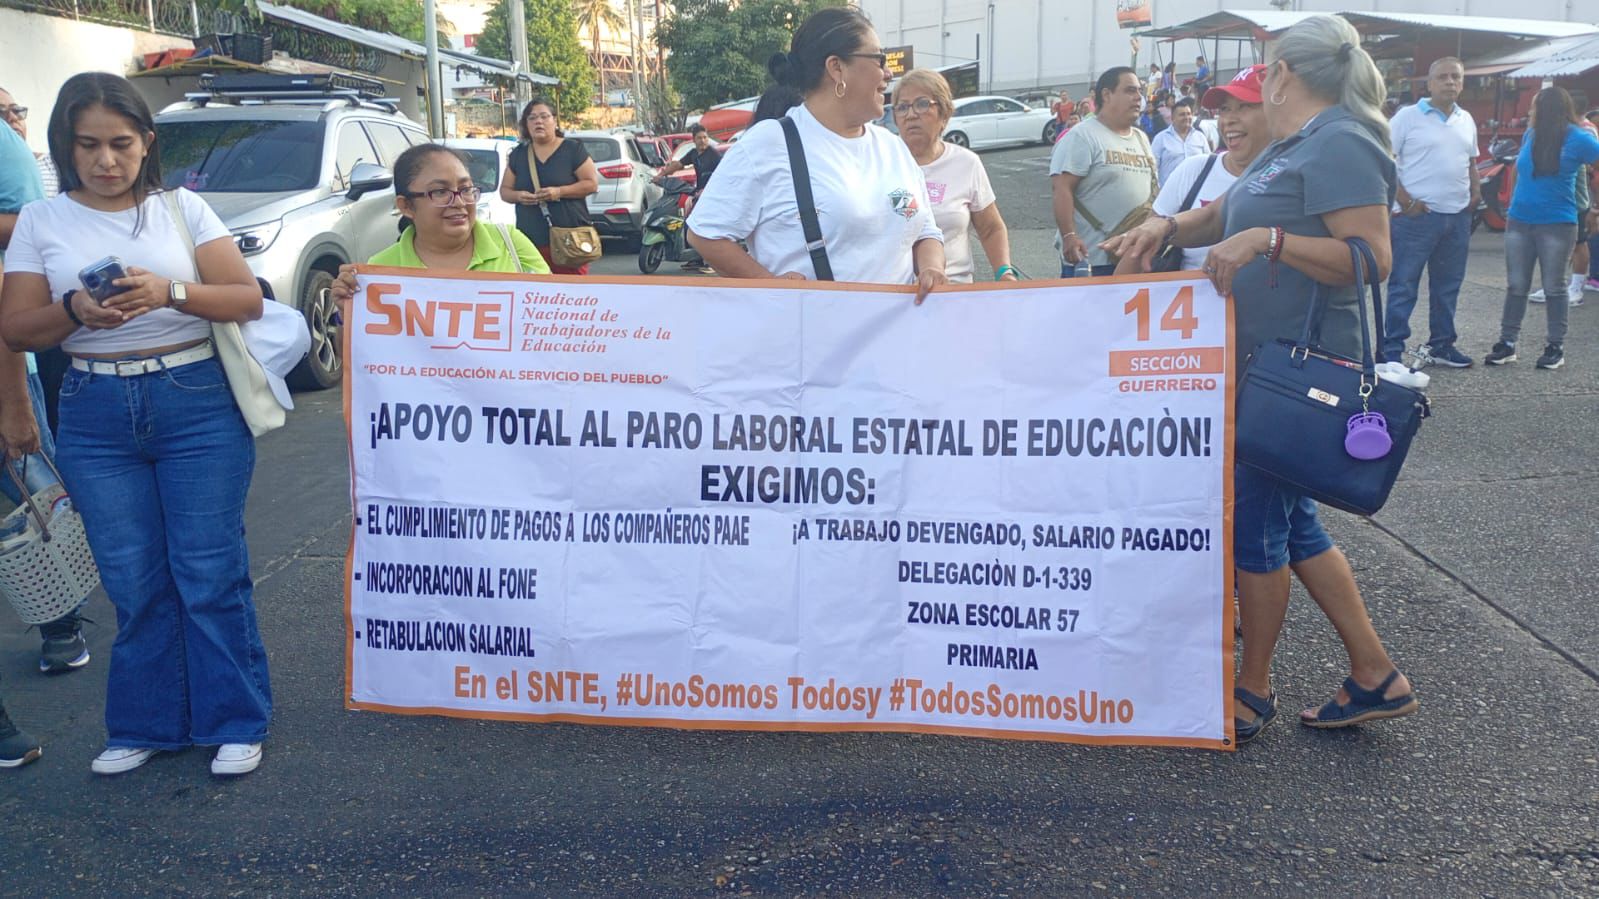 SNTE
Sindicato
Nacional de
Trabajadores de la
Educación
"POR LA EDUCACIÓN AL SERVICIO DEL PUEBLO"
14
SECCIÓN
GUERRERO
¡APOYO TOTAL AL PARO LABORAL ESTATAL DE EDUCACIÒN!
EXIGIMOS:
- EL CUMPLIMIENTO DE PAGOS A LOS COMPAÑEROS PAAE
- INCORPORACION AL FONE
- RETABULACION SALARIAL
¡A TRABAJO DEVENGADO, SALARIO PAGADO!
DELEGACIÒN D-1-339
ZONA ESCOLAR 57
PRIMARIA
En el SNTE, #UnoSomos Todosy #TodosSomosUno